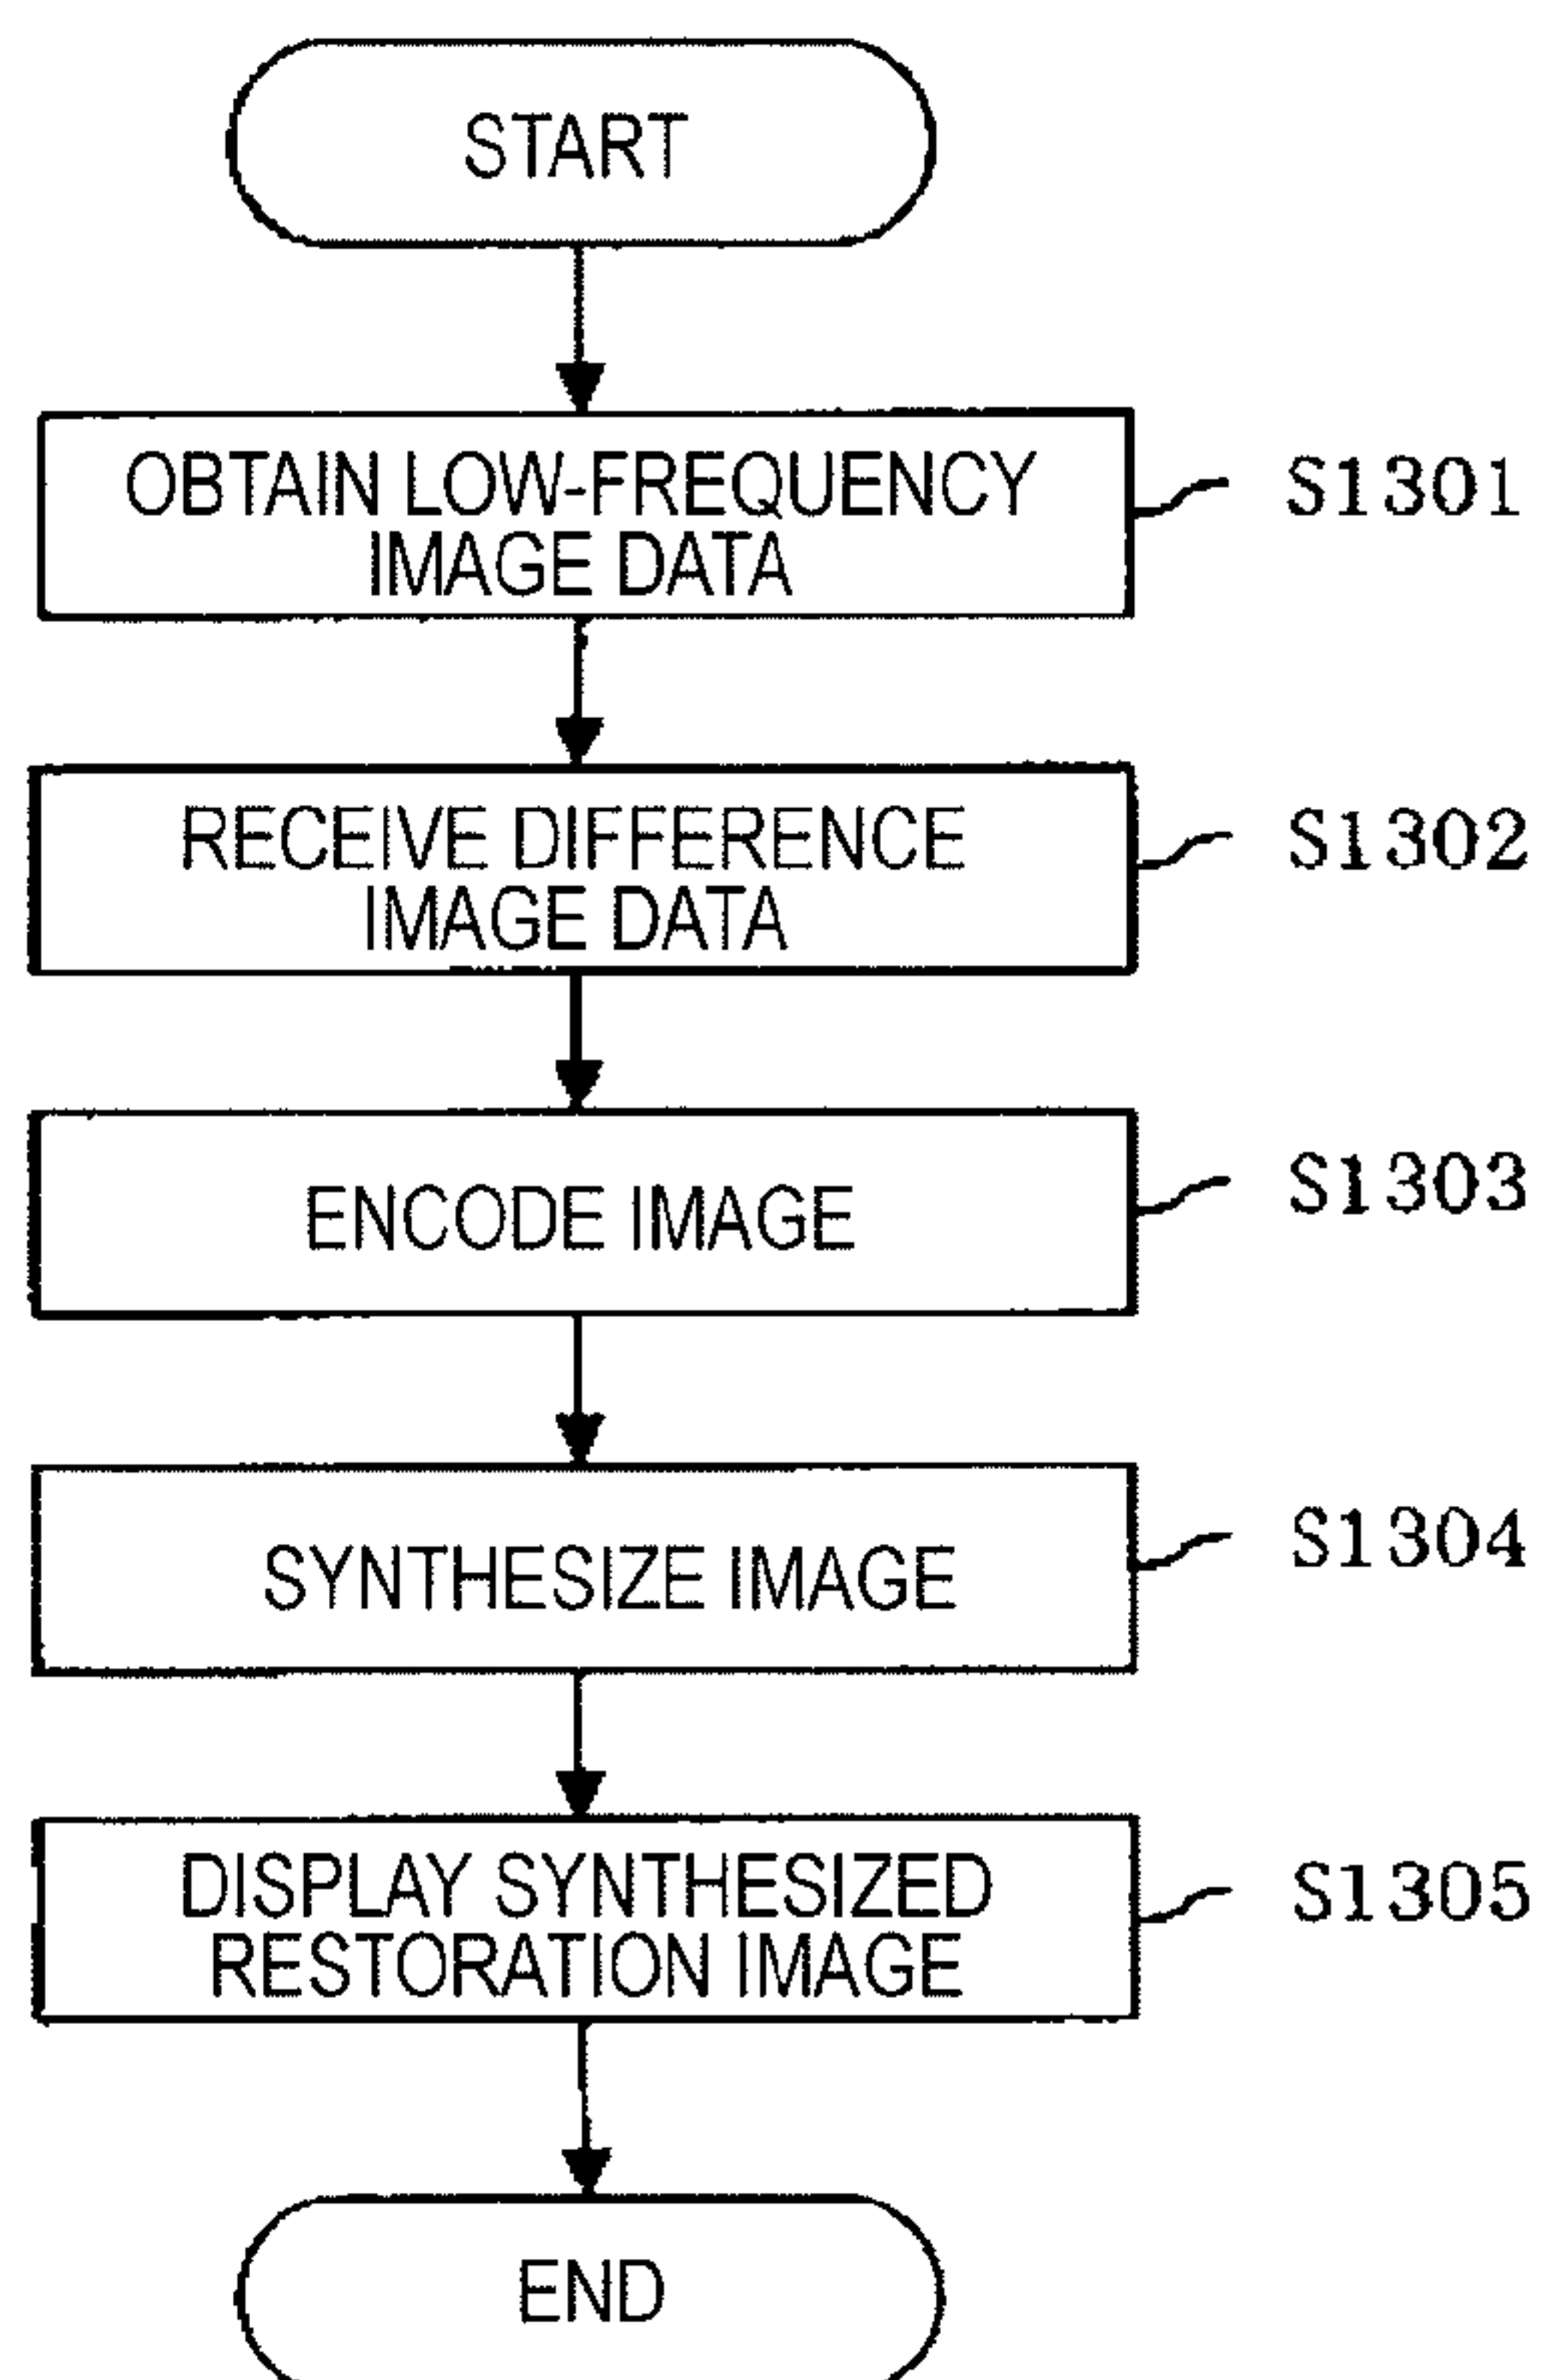 START
OBTAIN LOW-FREQUENCY
IMAGE DATA
S1301
RECEIVE DIFFERENCE
IMAGE DATA
S1302
ENCODE IMAGE
S1303
SYNTHESIZE IMAGE
S1304
DISPLAY SYNTHESIZED
RESTORATION IMAGE
S1305
END